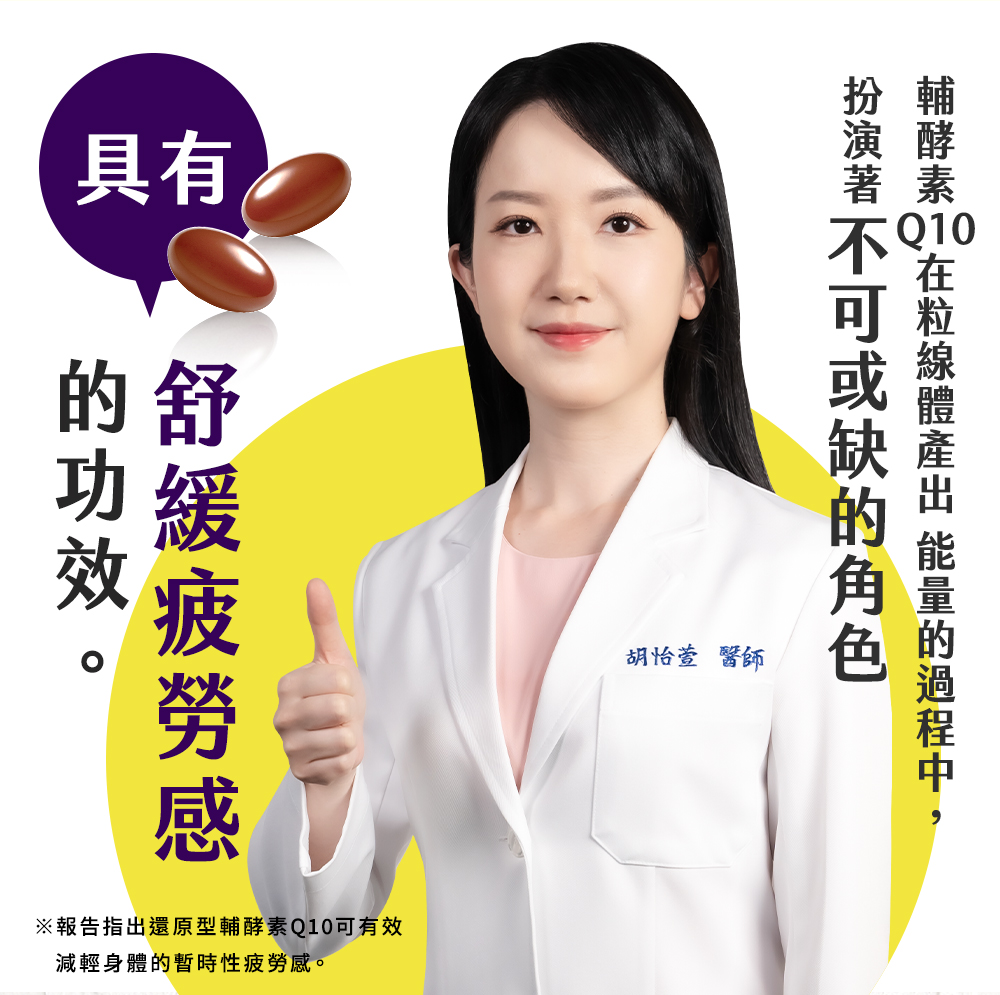 輔酵素Q10在粒線體產出 能量的過程中，
扮演著不可或缺的角色
具有
舒緩疲勞感
的功效。
胡怡萱 醫師
※報告指出還原型輔酵素Q10可有效
減輕身體的暫時性疲勞感。